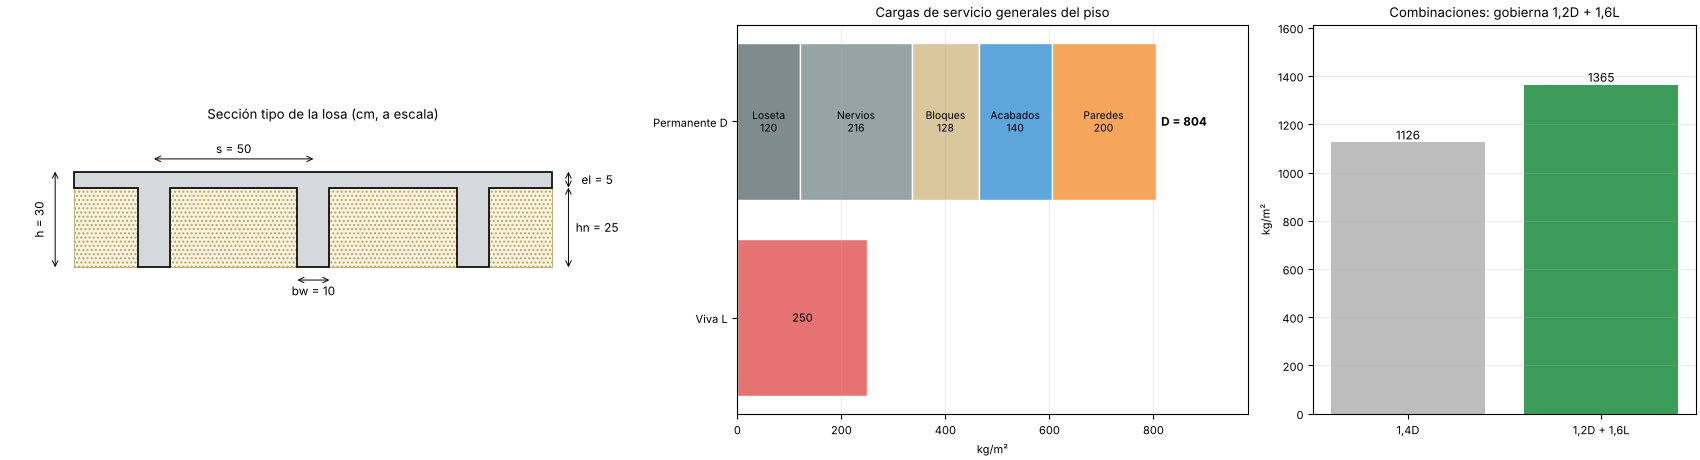 Sección tipo de la losa (cm, a escala)
s = 50
h = 30
el = 5
hn = 25
bw = 10
Cargas de servicio generales del piso
Permanente D
Loseta
120
Nervios
216
Bloques
128
Acabados
140
Paredes
200
D = 804
Viva L
250
0
200
400
600
800
kg/m²
Combinaciones: gobierna 1,2D + 1,6L
kg/m²
1600
1400
1200
1000
800
600
400
200
0
1126
1365
1,4D
1,2D + 1,6L